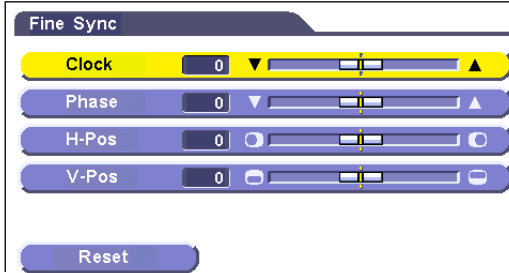 Fine Sync
Clock 0
Phase 0
H-Pos 0
V-Pos 0
Reset